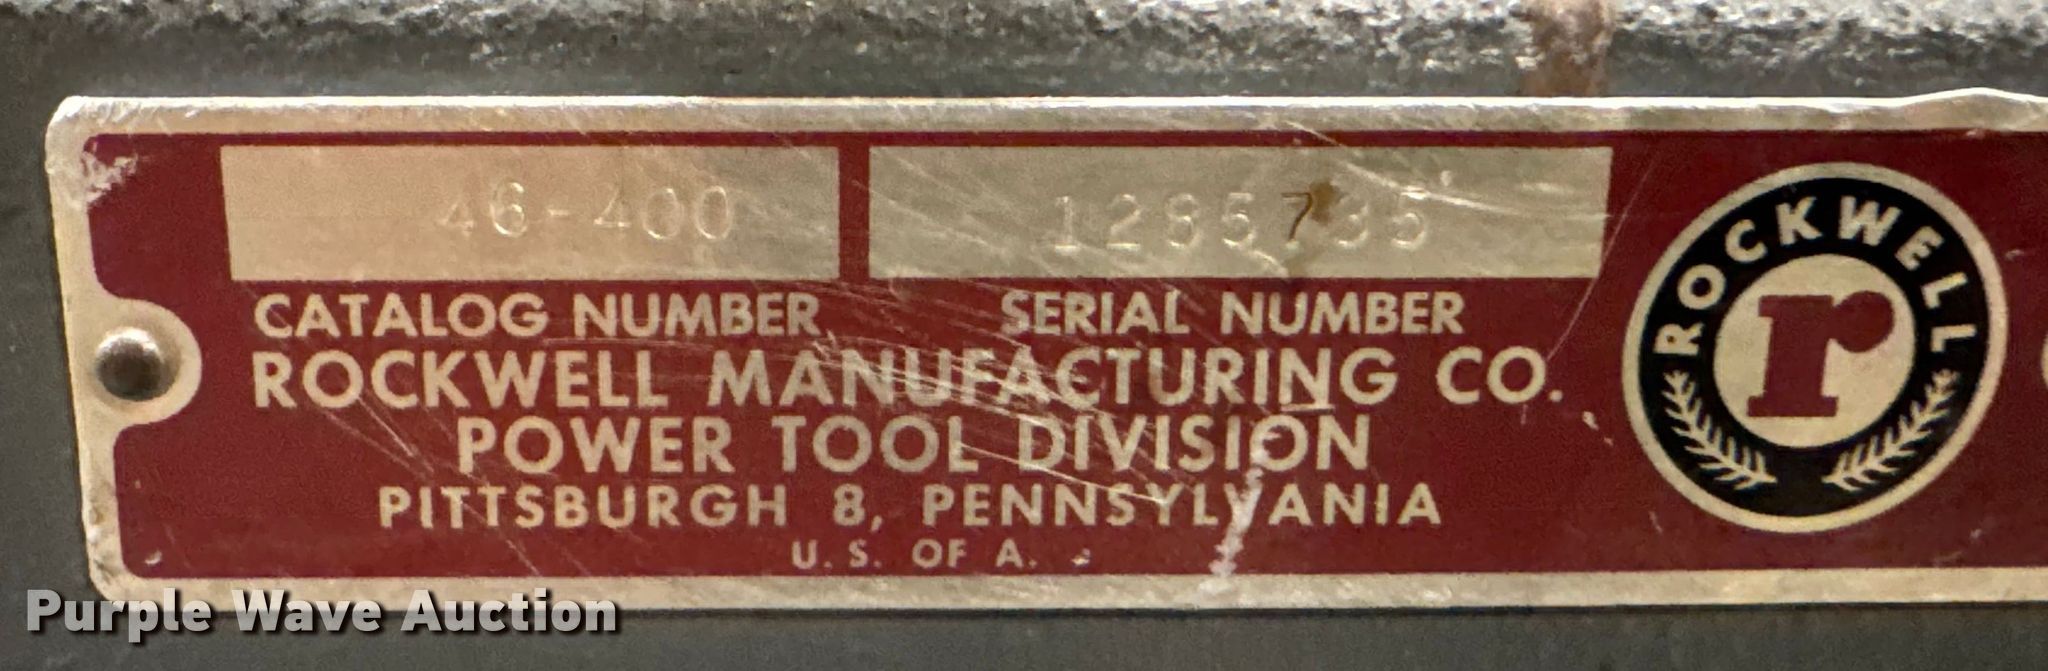 46-400 1285735
CATALOG NUMBER SERIAL NUMBER
ROCKWELL MANUFACTURING CO.
POWER TOOL DIVISION
PITTSBURGH 8, PENNSYLVANIA
U.S. OF A.
ROCKWELL
r
Purple Wave Auction